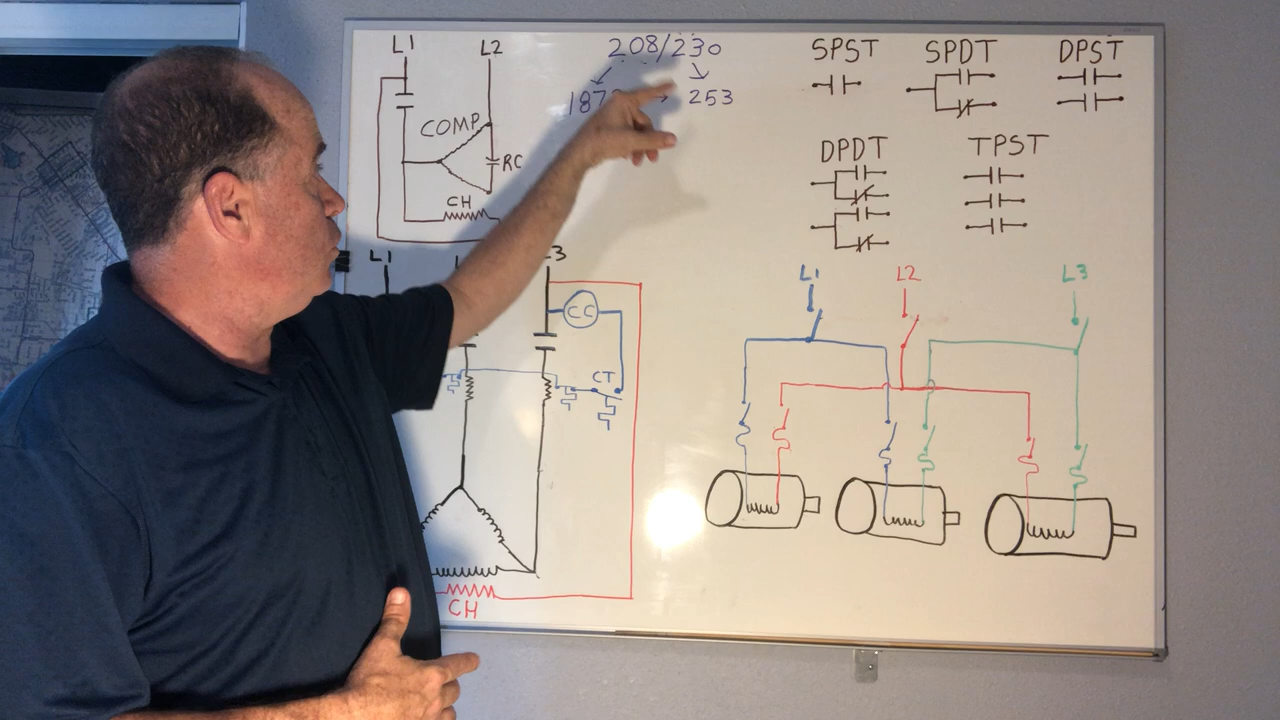 L1 L2
208/230
187 → 253
COMP
RC
CH
SPST SPDT DPST
DPDT TPST
L1
CC
CT
CH
L1 L2 L3